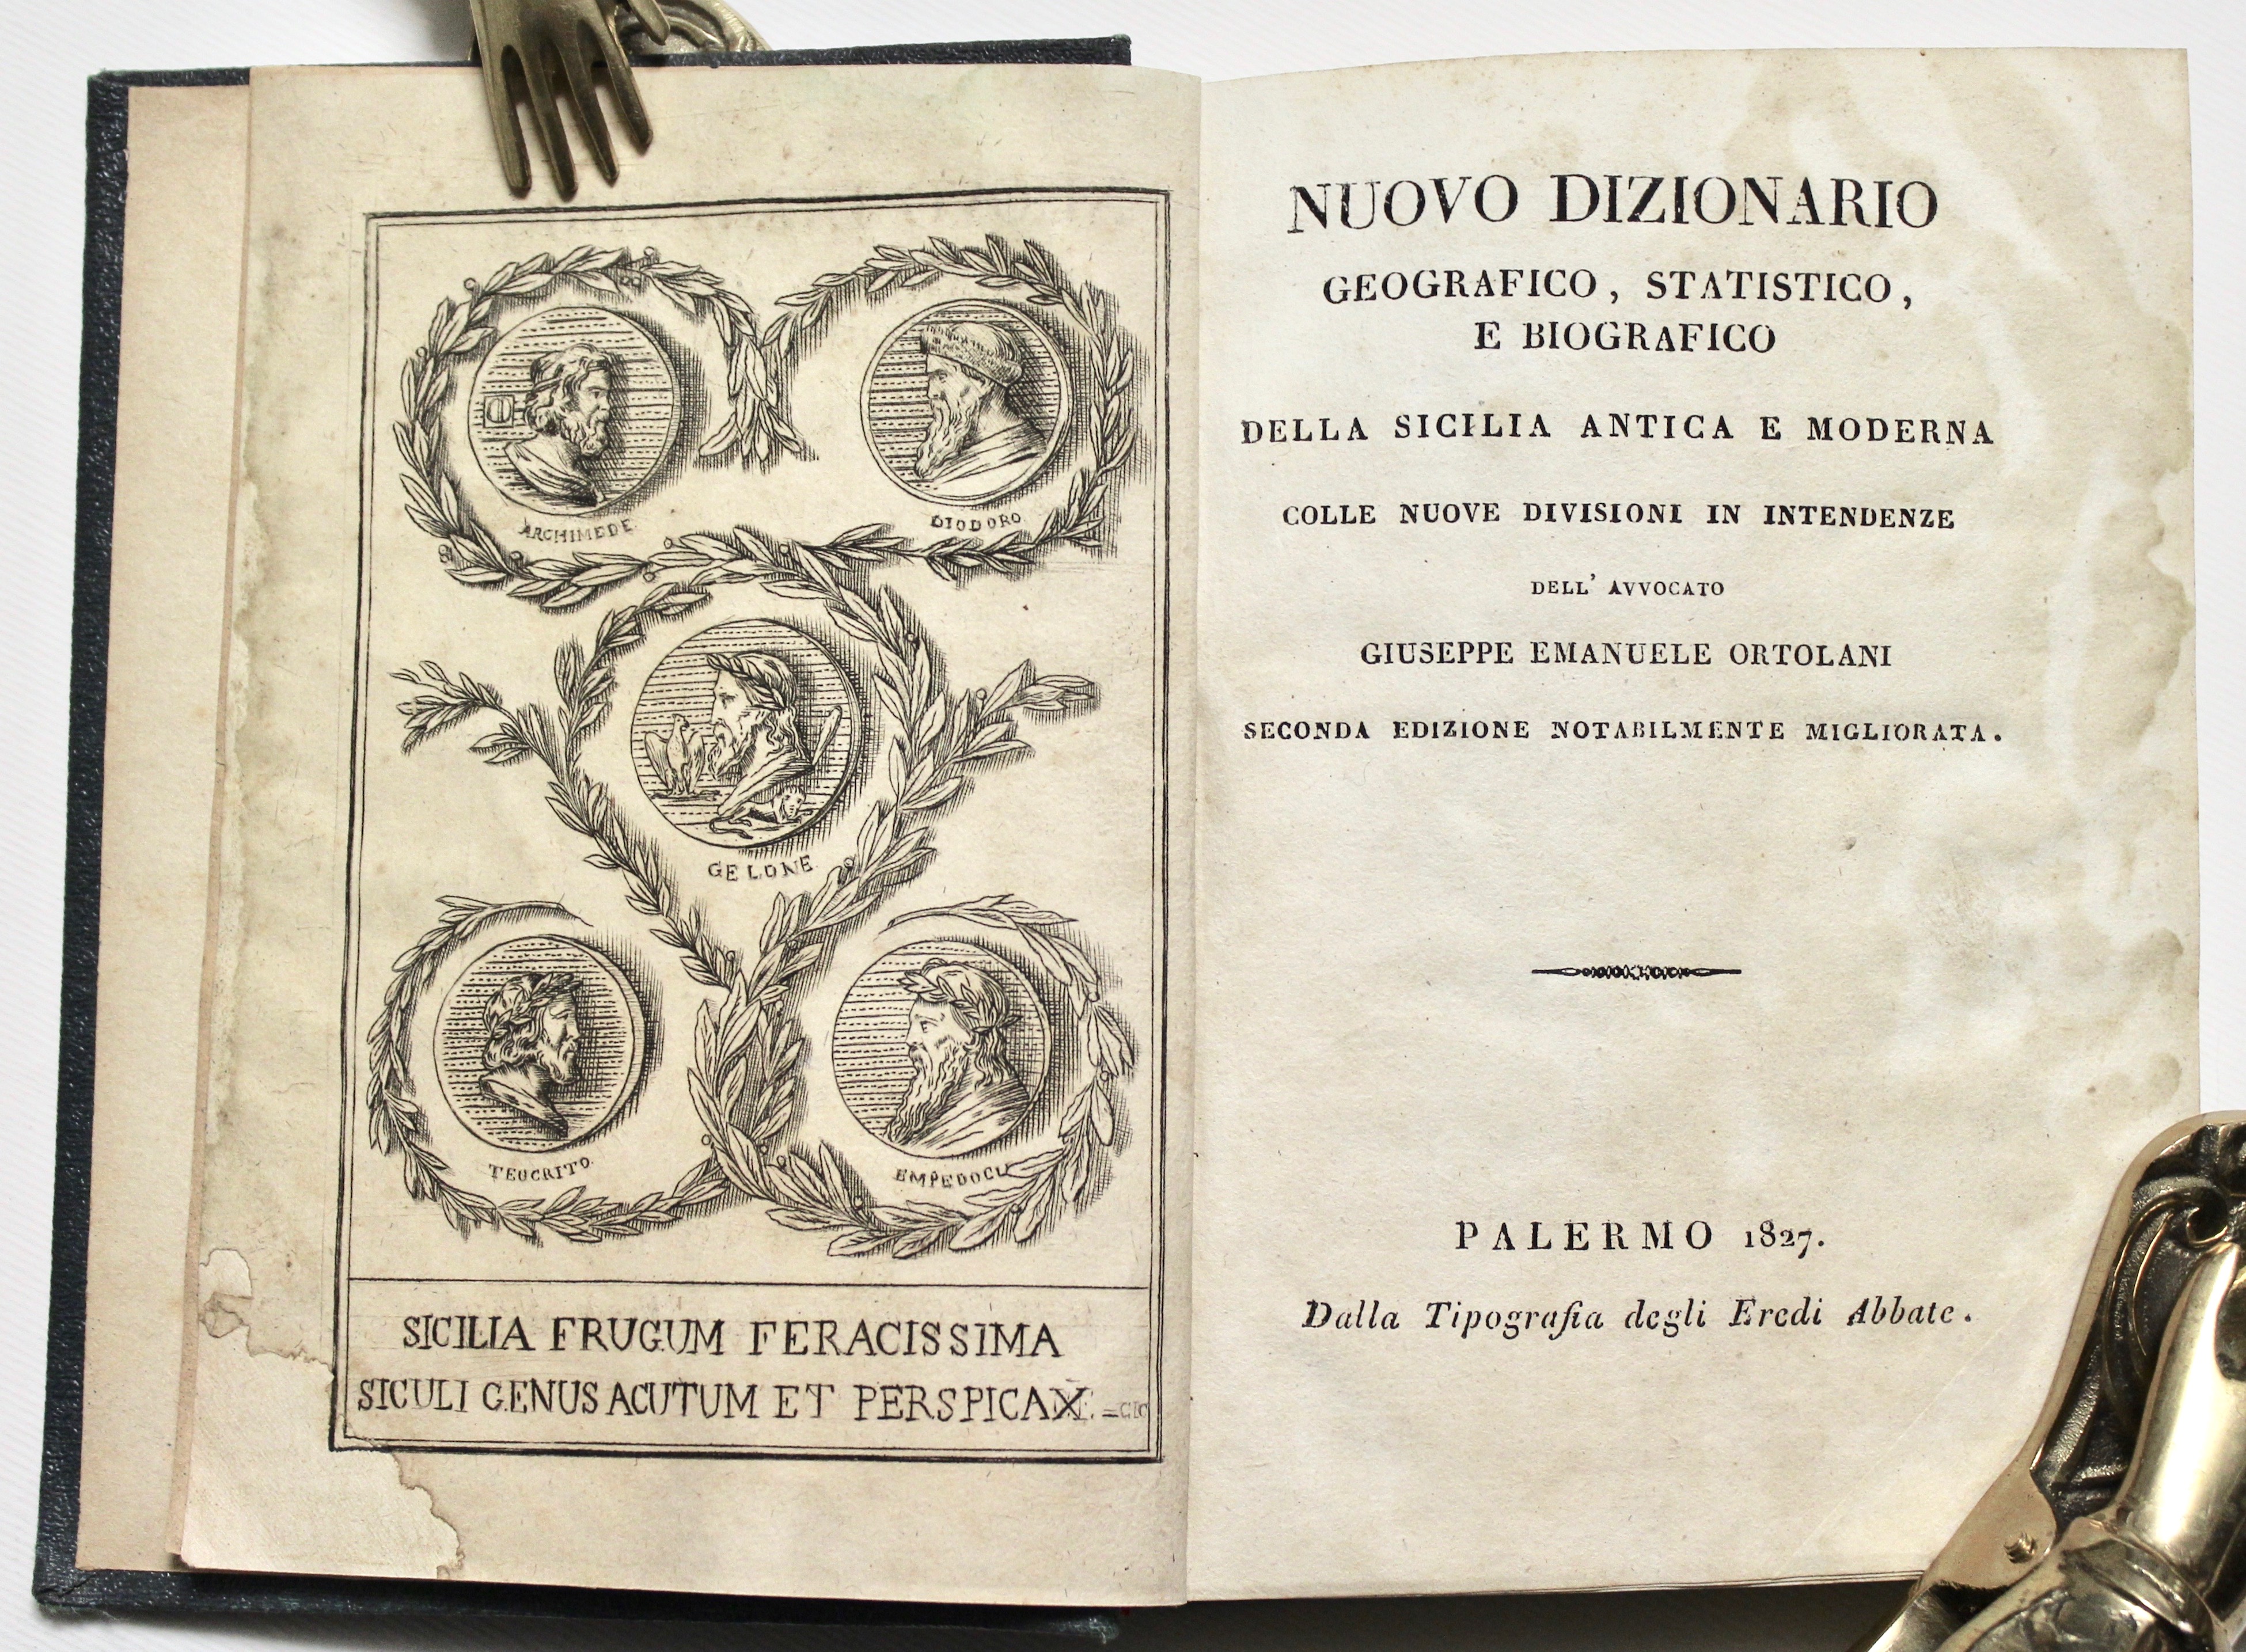 ARCHIMEDE
DIODORO
GELONE
TEUCRITO
EMPEDOCLI
SICILIA FRUGUM FERACISSIMA
SICULI GENUS ACUTUM ET PERSPICAX. =CIC
NUOVO DIZIONARIO
GEOGRAFICO, STATISTICO,
E BIOGRAFICO
DELLA SICILIA ANTICA E MODERNA
COLLE NUOVE DIVISIONI IN INTENDENZE
DELL' AVVOCATO
GIUSEPPE EMANUELE ORTOLANI
SECONDA EDIZIONE NOTABILMENTE MIGLIORATA.
PALERMO 1827.
Dalla Tipografia degli Eredi Abbate.